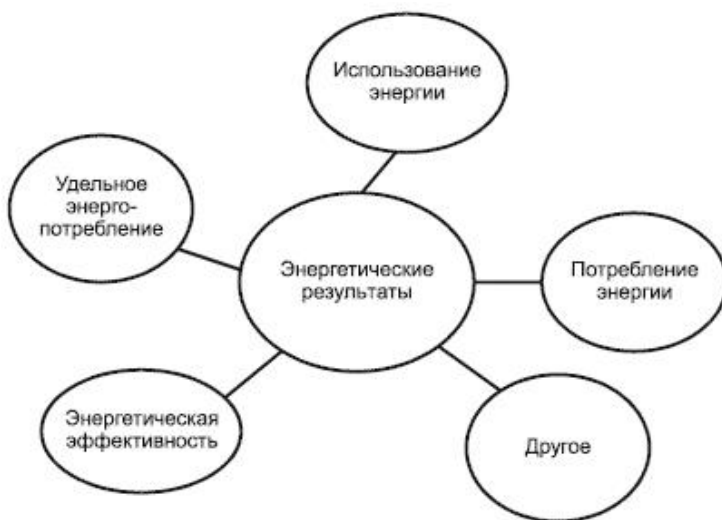 Использование
энергии
Удельное
энерго-
потребление
Энергетические
результаты
Потребление
энергии
Энергетическая
эффективность
Другое